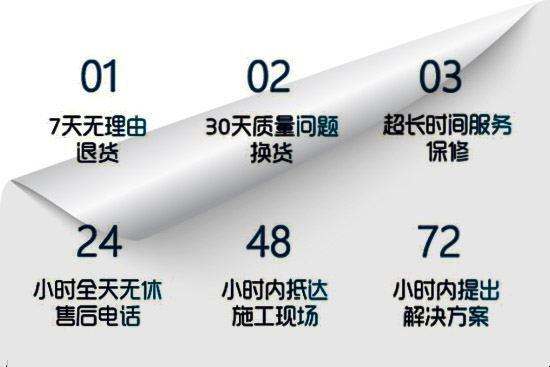 01
7天无理由
退货
02
30天质量问题
换货
03
超长时间服务
保修
24
小时全天无休
售后电话
48
小时内抵达
施工现场
72
小时内提出
解决方案